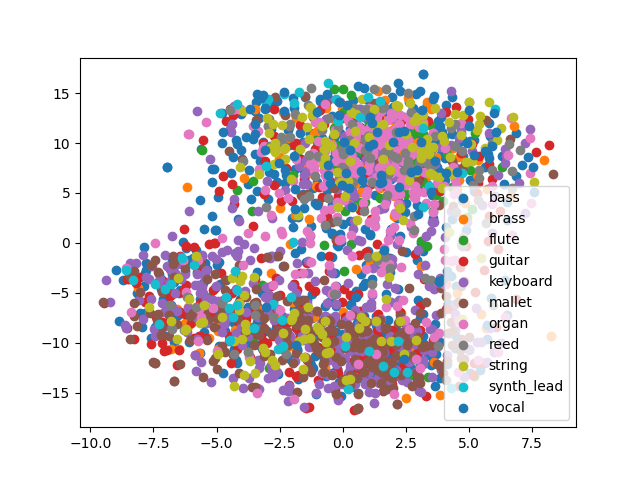 15
10
5
0
−5
−10
−15
−10.0 −7.5 −5.0 −2.5 0.0 2.5 5.0 7.5
bass
brass
flute
guitar
keyboard
mallet
organ
reed
string
synth_lead
vocal